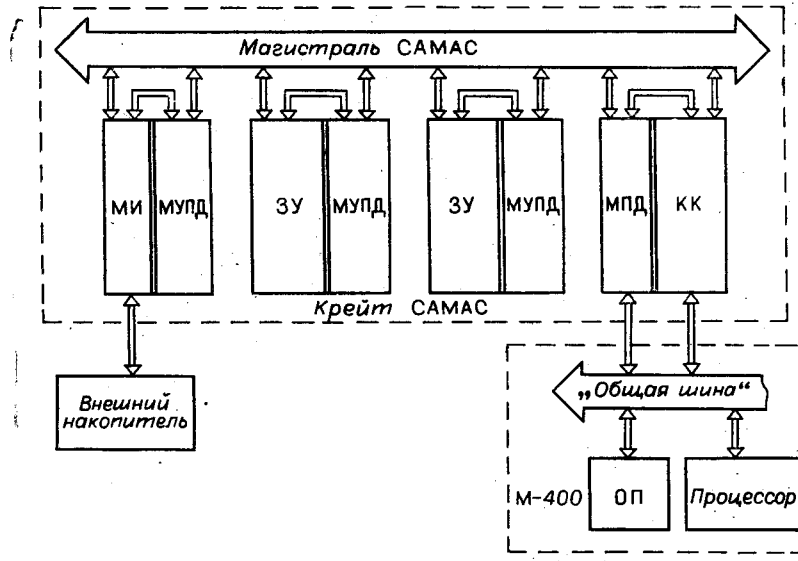 Магистраль САМАС
МИ МУПД ЗУ МУПД ЗУ МУПД МПД КК
Крейт САМАС
Внешний
накопитель
„Общая шина“
М-400 ОП Процессор